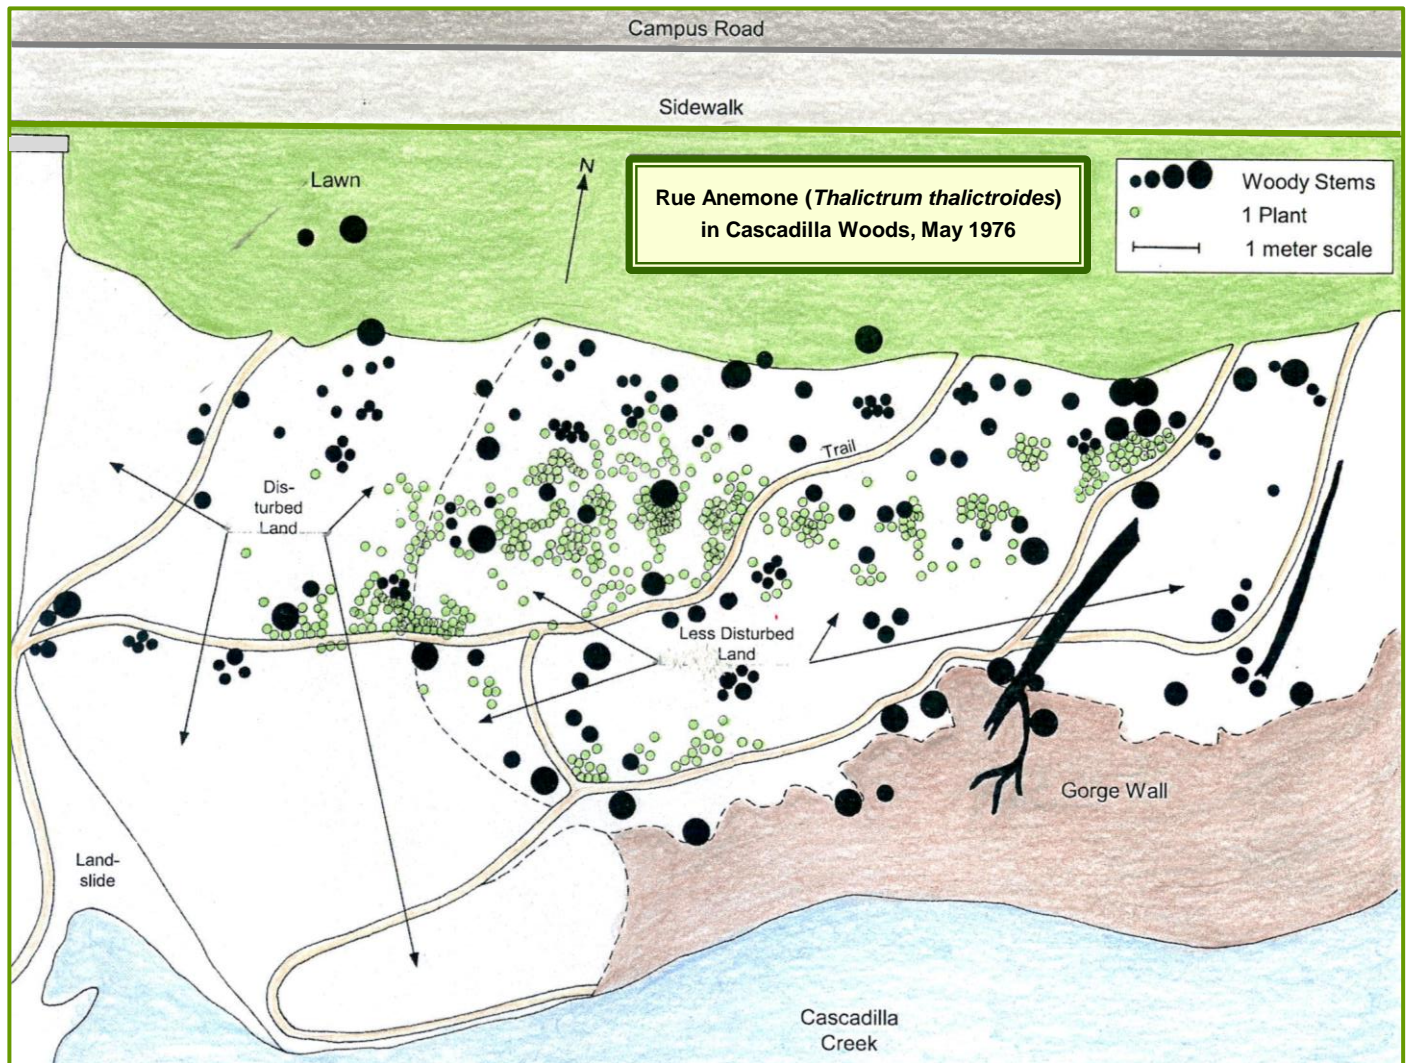 Campus Road
Sidewalk
Lawn
N
Rue Anemone (Thalictrum thalictroides)
in Cascadilla Woods, May 1976
Woody Stems
1 Plant
1 meter scale
Trail
Dis-
turbed
Land
Less Disturbed
Land
Gorge Wall
Land-
slide
Cascadilla
Creek